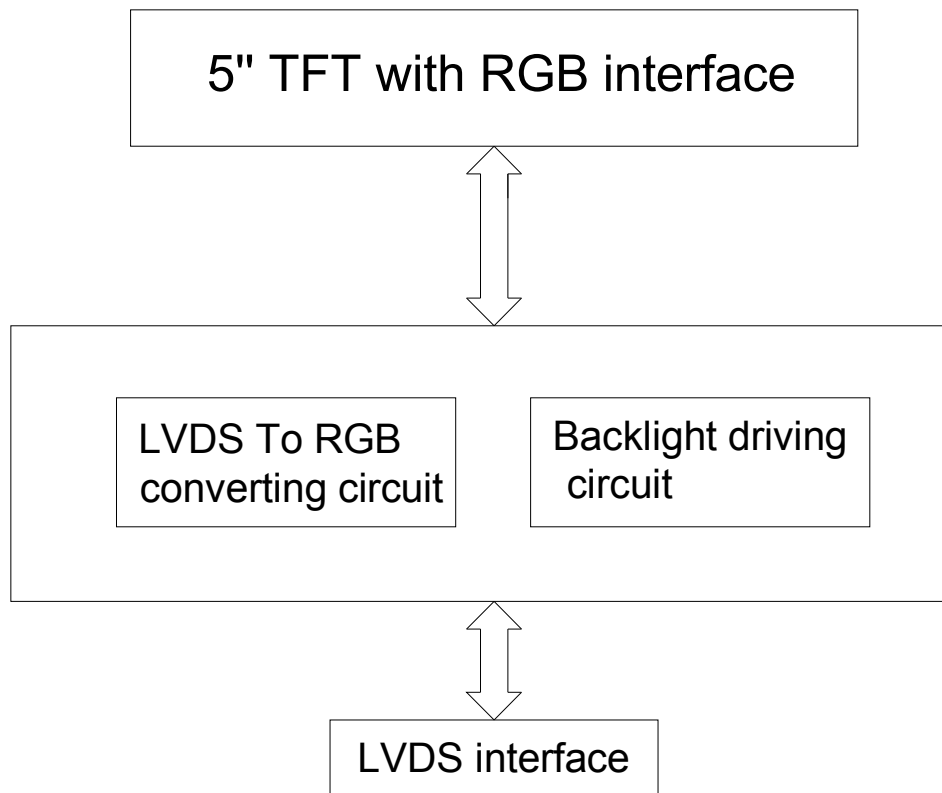 5" TFT with RGB interface
LVDS To RGB
converting circuit
Backlight driving
circuit
LVDS interface